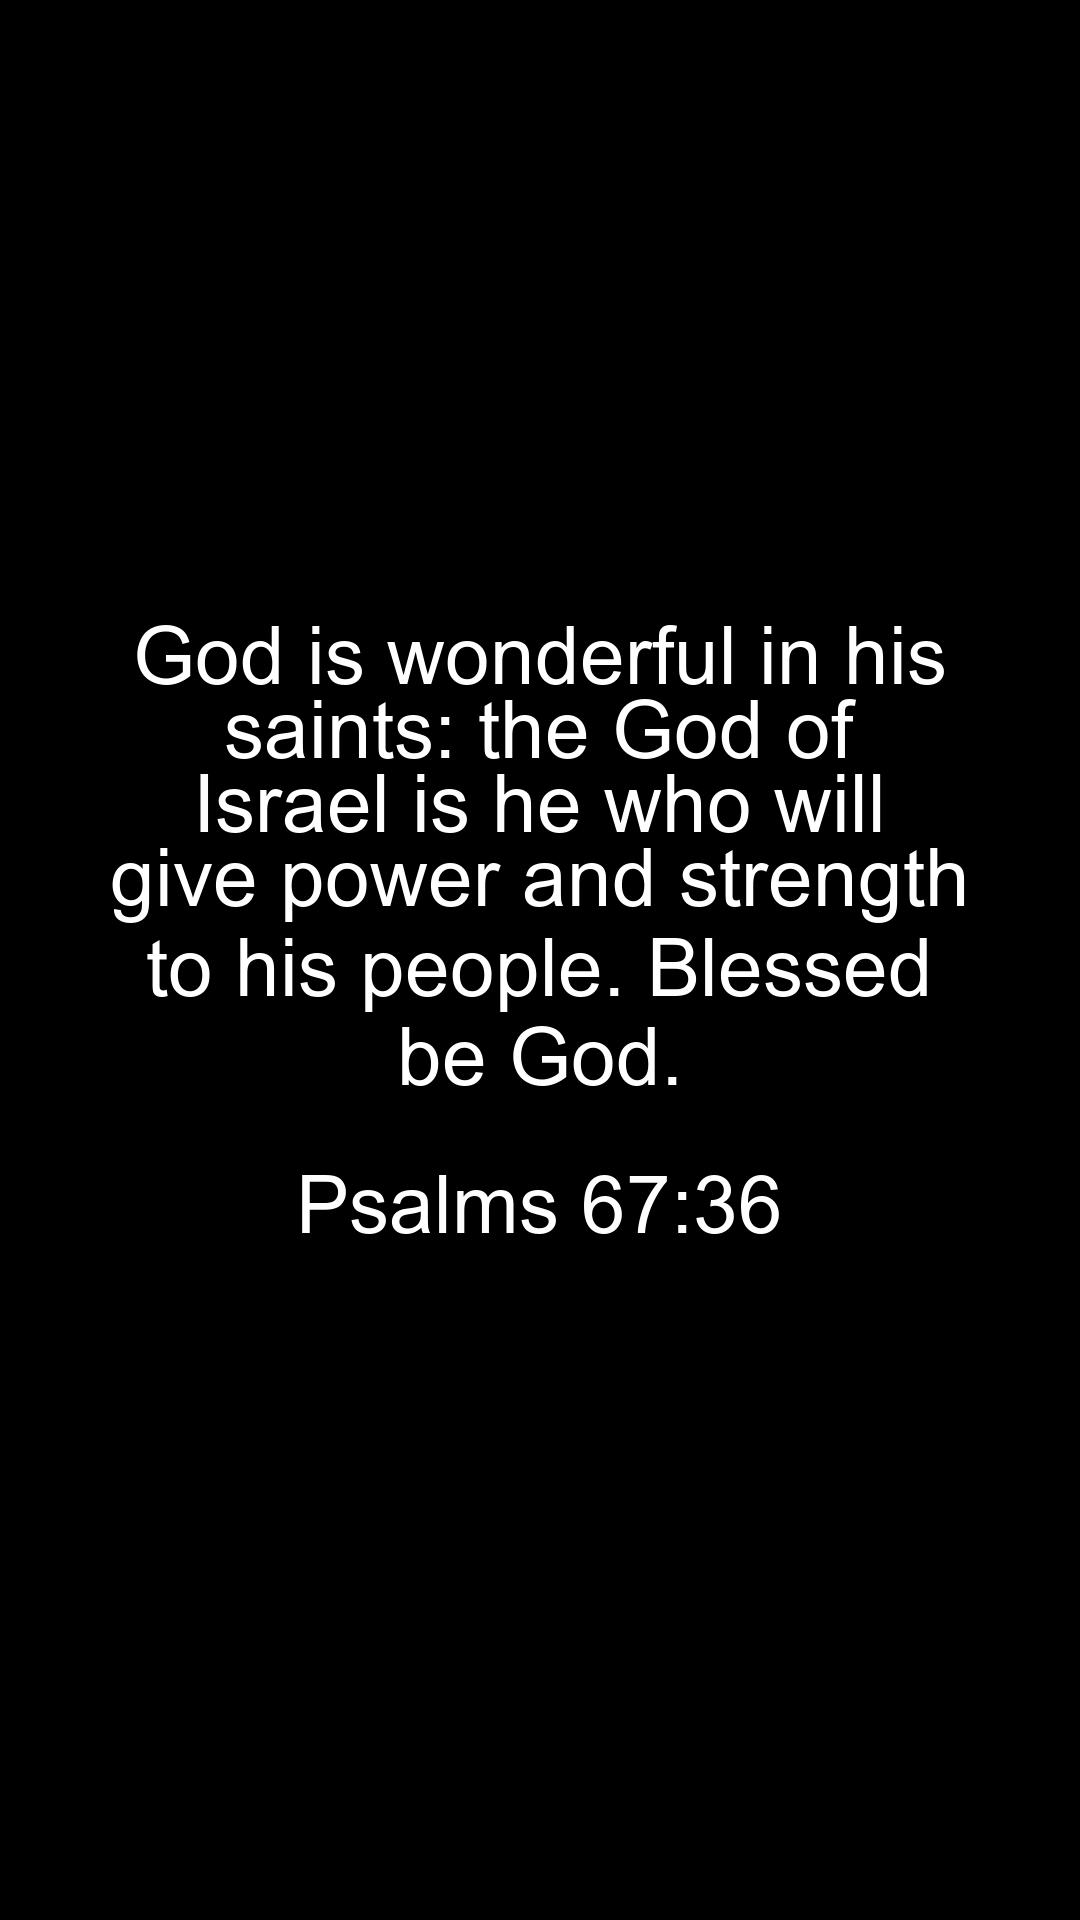 God is wonderful in his
saints: the God of
Israel is he who will
give power and strength
to his people. Blessed
be God.
Psalms 67:36